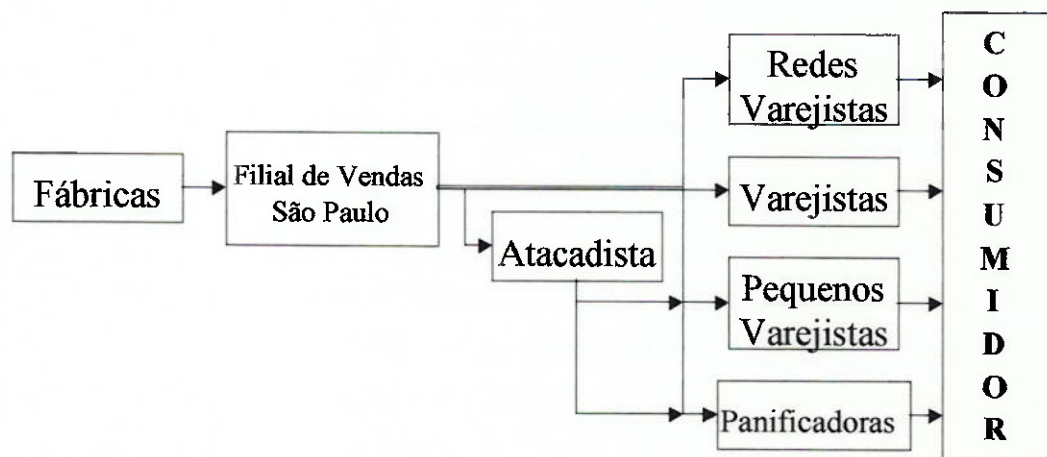 Fábricas
Filial de Vendas
São Paulo
Atacadista
Redes
Varejistas
Varejistas
Pequenos
Varejistas
Panificadoras
C
O
N
S
U
M
I
D
O
R